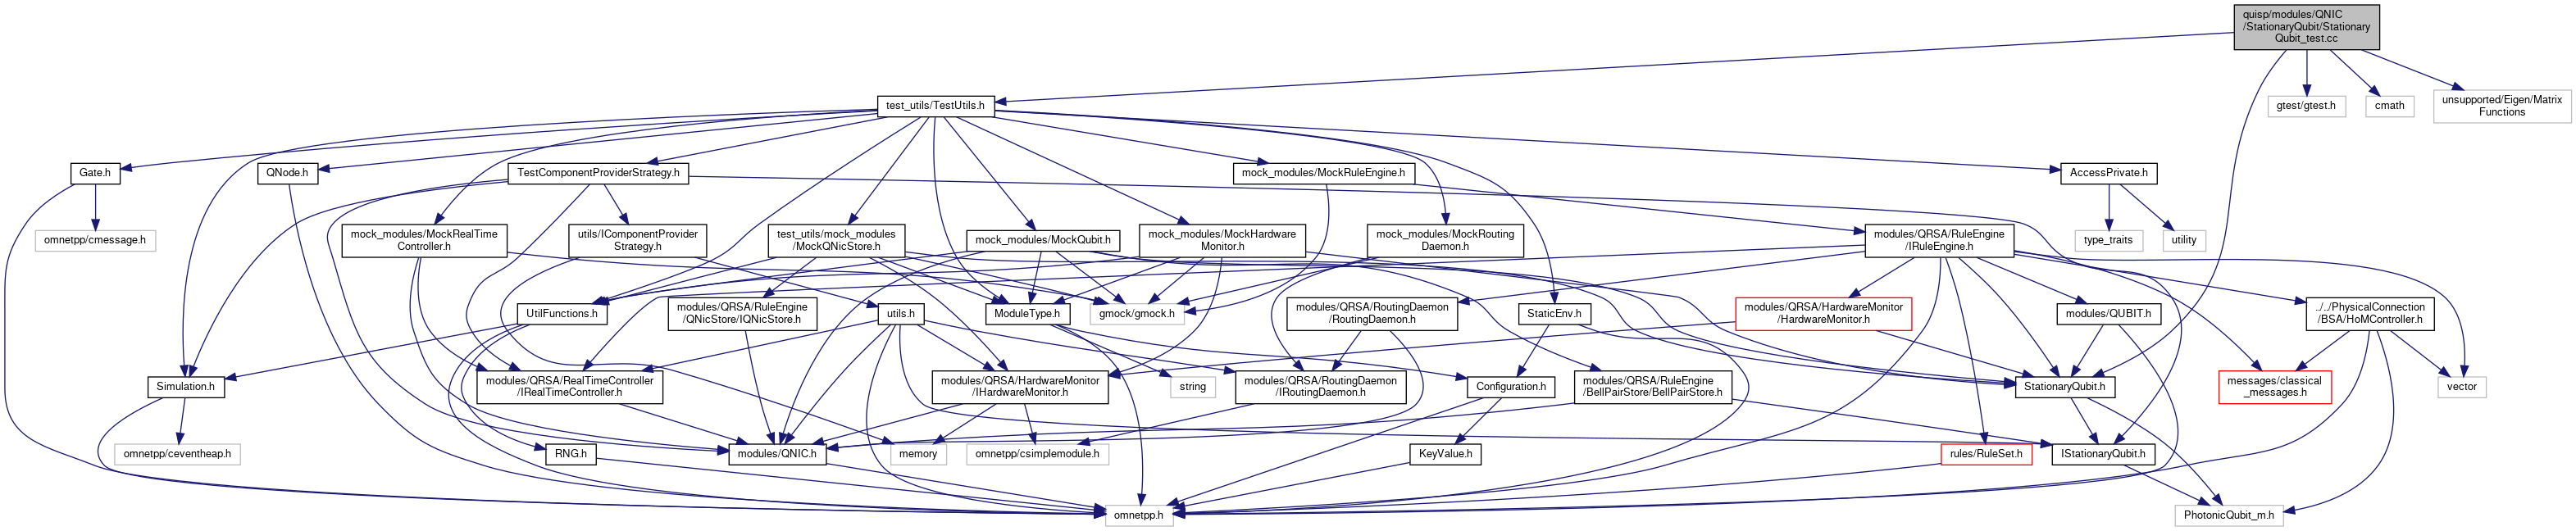 quisp/modules/QNIC
/StationaryQubit/Stationary
Qubit_test.cc
test_utils/TestUtils.h
gtest/gtest.h
cmath
unsupported/Eigen/Matrix
Functions
Gate.h
QNode.h
TestComponentProviderStrategy.h
mock_modules/MockRuleEngine.h
AccessPrivate.h
omnetpp/cmessage.h
mock_modules/MockRealTime
Controller.h
utils/IComponentProvider
Strategy.h
test_utils/mock_modules
/MockQNicStore.h
mock_modules/MockQubit.h
mock_modules/MockHardware
Monitor.h
mock_modules/MockRouting
Daemon.h
modules/QRSA/RuleEngine
/IRuleEngine.h
type_traits
utility
UtilFunctions.h
modules/QRSA/RuleEngine
/QNicStore/IQNicStore.h
utils.h
ModuleType.h
gmock/gmock.h
modules/QRSA/RoutingDaemon
/RoutingDaemon.h
StaticEnv.h
modules/QRSA/HardwareMonitor
/HardwareMonitor.h
modules/QUBIT.h
../../PhysicalConnection
/BSA/HoMController.h
Simulation.h
modules/QRSA/RealTimeController
/IRealTimeController.h
modules/QRSA/HardwareMonitor
/IHardwareMonitor.h
string
modules/QRSA/RoutingDaemon
/IRoutingDaemon.h
Configuration.h
modules/QRSA/RuleEngine
/BellPairStore/BellPairStore.h
StationaryQubit.h
messages/classical
_messages.h
vector
omnetpp/ceventheap.h
RNG.h
modules/QNIC.h
memory
omnetpp/csimplemodule.h
KeyValue.h
rules/RuleSet.h
IStationaryQubit.h
omnetpp.h
PhotonicQubit_m.h